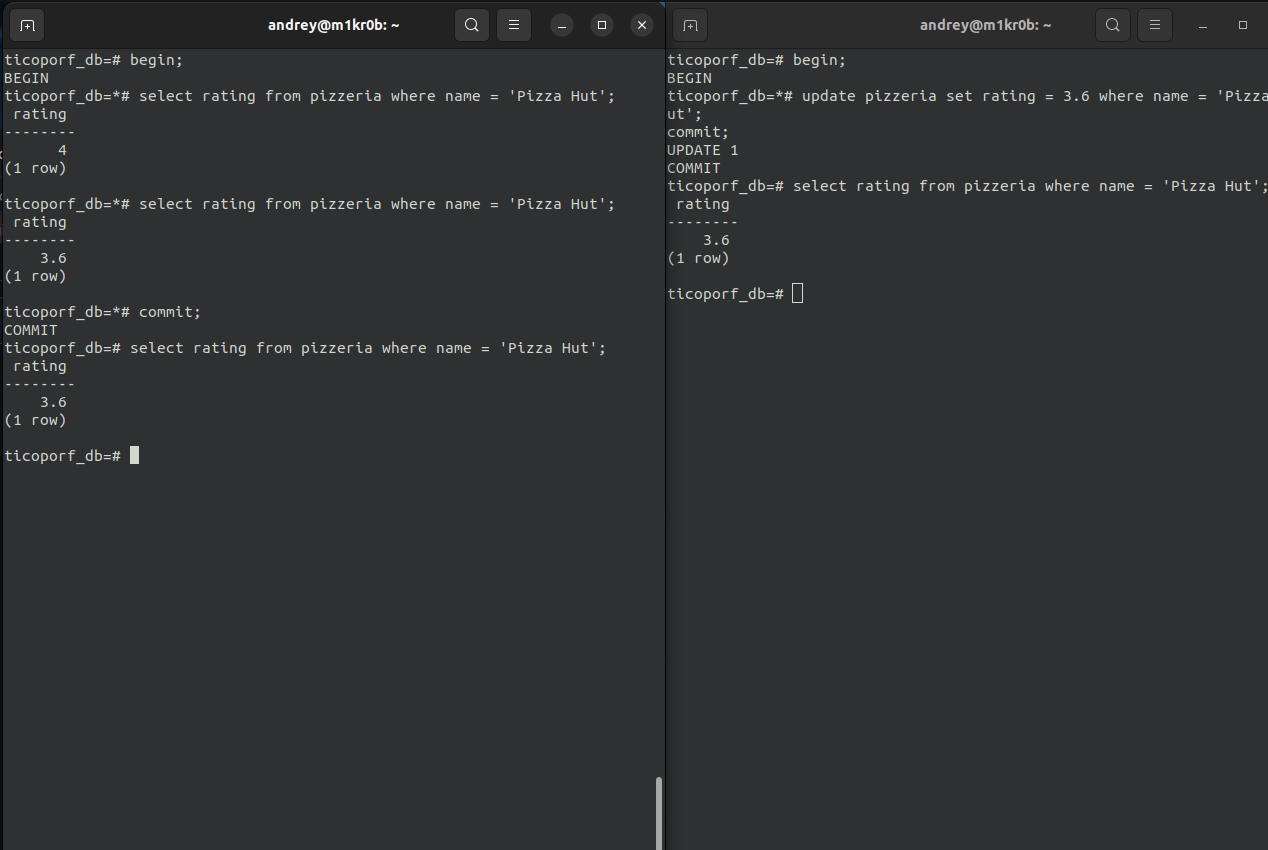 andrey@m1kr0b: ~
ticoporf_db=# begin;
BEGIN
ticoporf_db=*# select rating from pizzeria where name = 'Pizza Hut';
 rating
--------
      4
(1 row)
ticoporf_db=*# select rating from pizzeria where name = 'Pizza Hut';
 rating
--------
    3.6
(1 row)
ticoporf_db=*# commit;
COMMIT
ticoporf_db=# select rating from pizzeria where name = 'Pizza Hut';
 rating
--------
    3.6
(1 row)
ticoporf_db=#
andrey@m1kr0b: ~
ticoporf_db=# begin;
BEGIN
ticoporf_db=*# update pizzeria set rating = 3.6 where name = 'Pizza
ut';
commit;
UPDATE 1
COMMIT
ticoporf_db=# select rating from pizzeria where name = 'Pizza Hut';
 rating
--------
    3.6
(1 row)
ticoporf_db=#